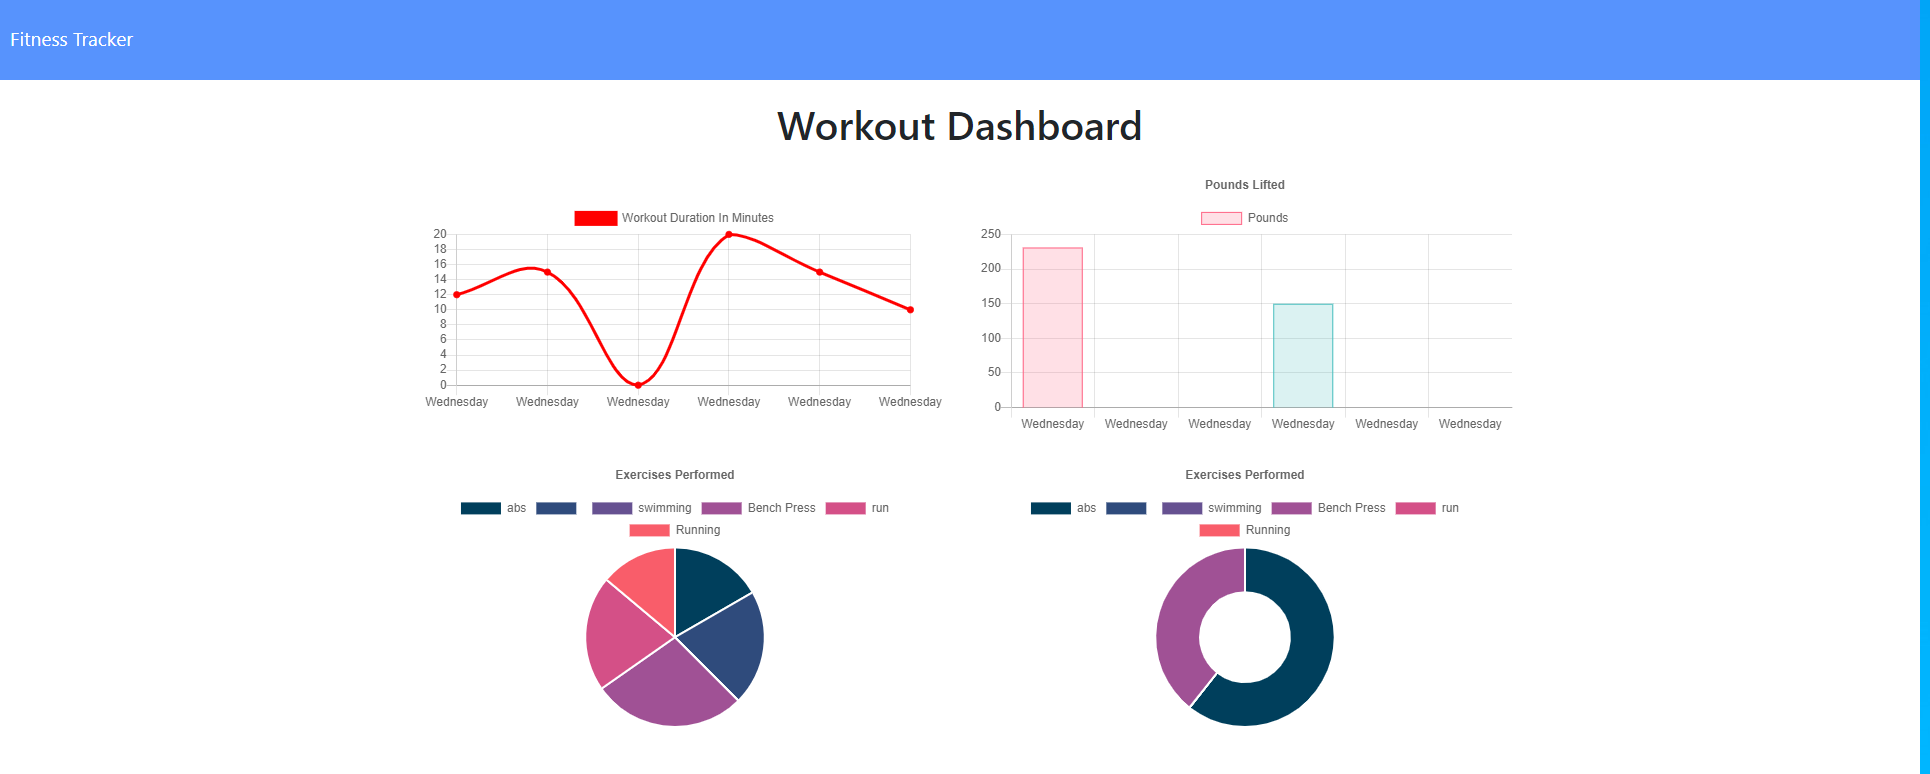 Fitness Tracker
Workout Dashboard
Workout Duration In Minutes
20
18
16
14
12
10
8
6
4
2
0
Wednesday Wednesday Wednesday Wednesday Wednesday Wednesday
Pounds Lifted
Pounds
250
200
150
100
50
0
Wednesday Wednesday Wednesday Wednesday Wednesday Wednesday
Exercises Performed
abs swimming Bench Press run
Running
Exercises Performed
abs swimming Bench Press run
Running